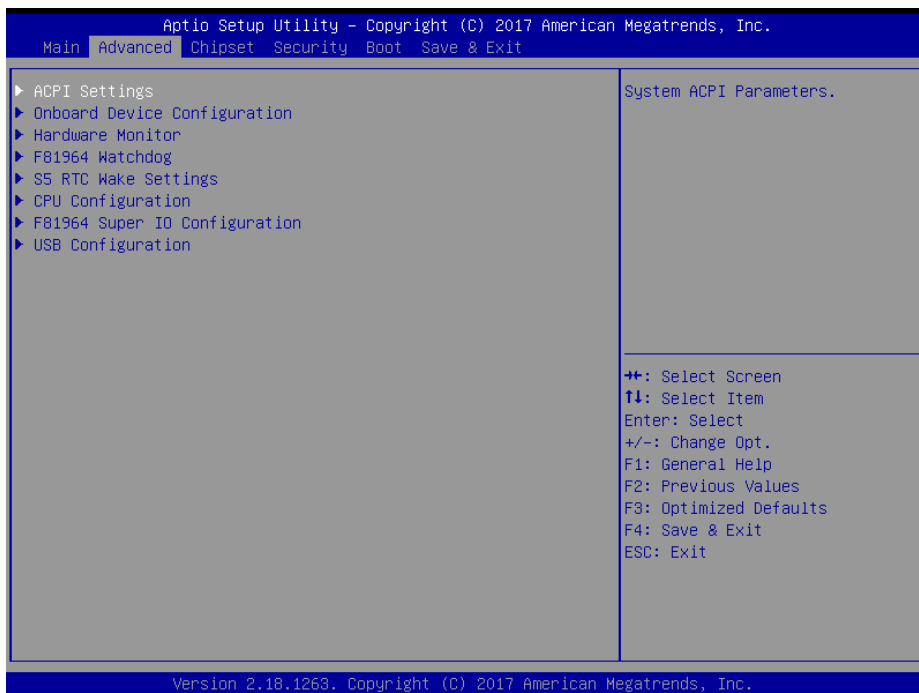 Aptio Setup Utility – Copyright (C) 2017 American Megatrends, Inc.
Main Advanced Chipset Security Boot Save & Exit
▶ ACPI Settings
▶ Onboard Device Configuration
▶ Hardware Monitor
▶ F81964 Watchdog
▶ S5 RTC Wake Settings
▶ CPU Configuration
▶ F81964 Super IO Configuration
▶ USB Configuration
System ACPI Parameters.
→←: Select Screen
↑↓: Select Item
Enter: Select
+/-: Change Opt.
F1: General Help
F2: Previous Values
F3: Optimized Defaults
F4: Save & Exit
ESC: Exit
Version 2.18.1263. Copyright (C) 2017 American Megatrends, Inc.